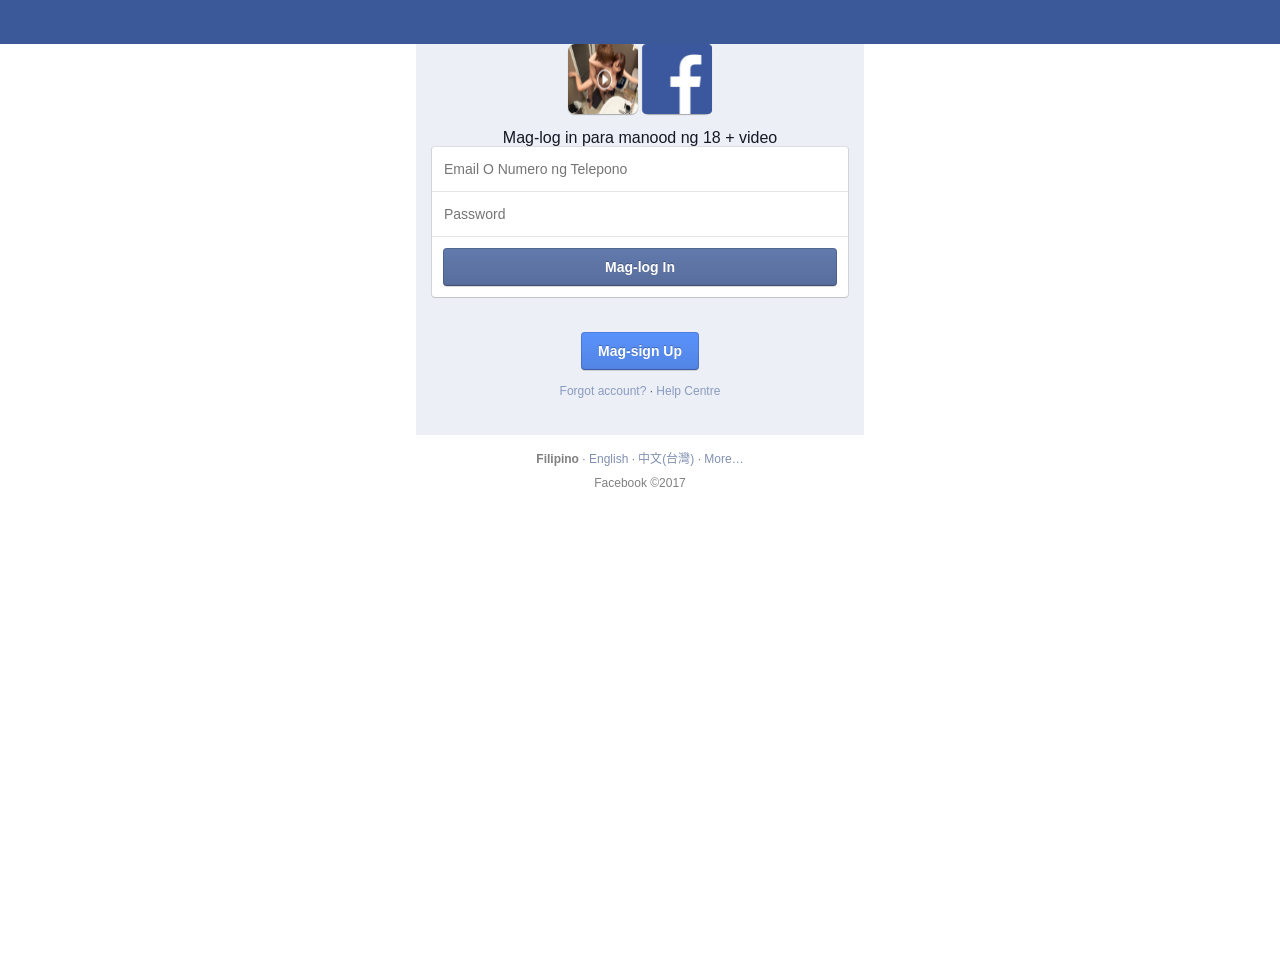 Mag-log in para manood ng 18 + video
Email O Numero ng Telepono
Password
Mag-log In
Mag-sign Up
Forgot account? · Help Centre
Filipino · English · 中文(台灣) · More…
Facebook ©2017